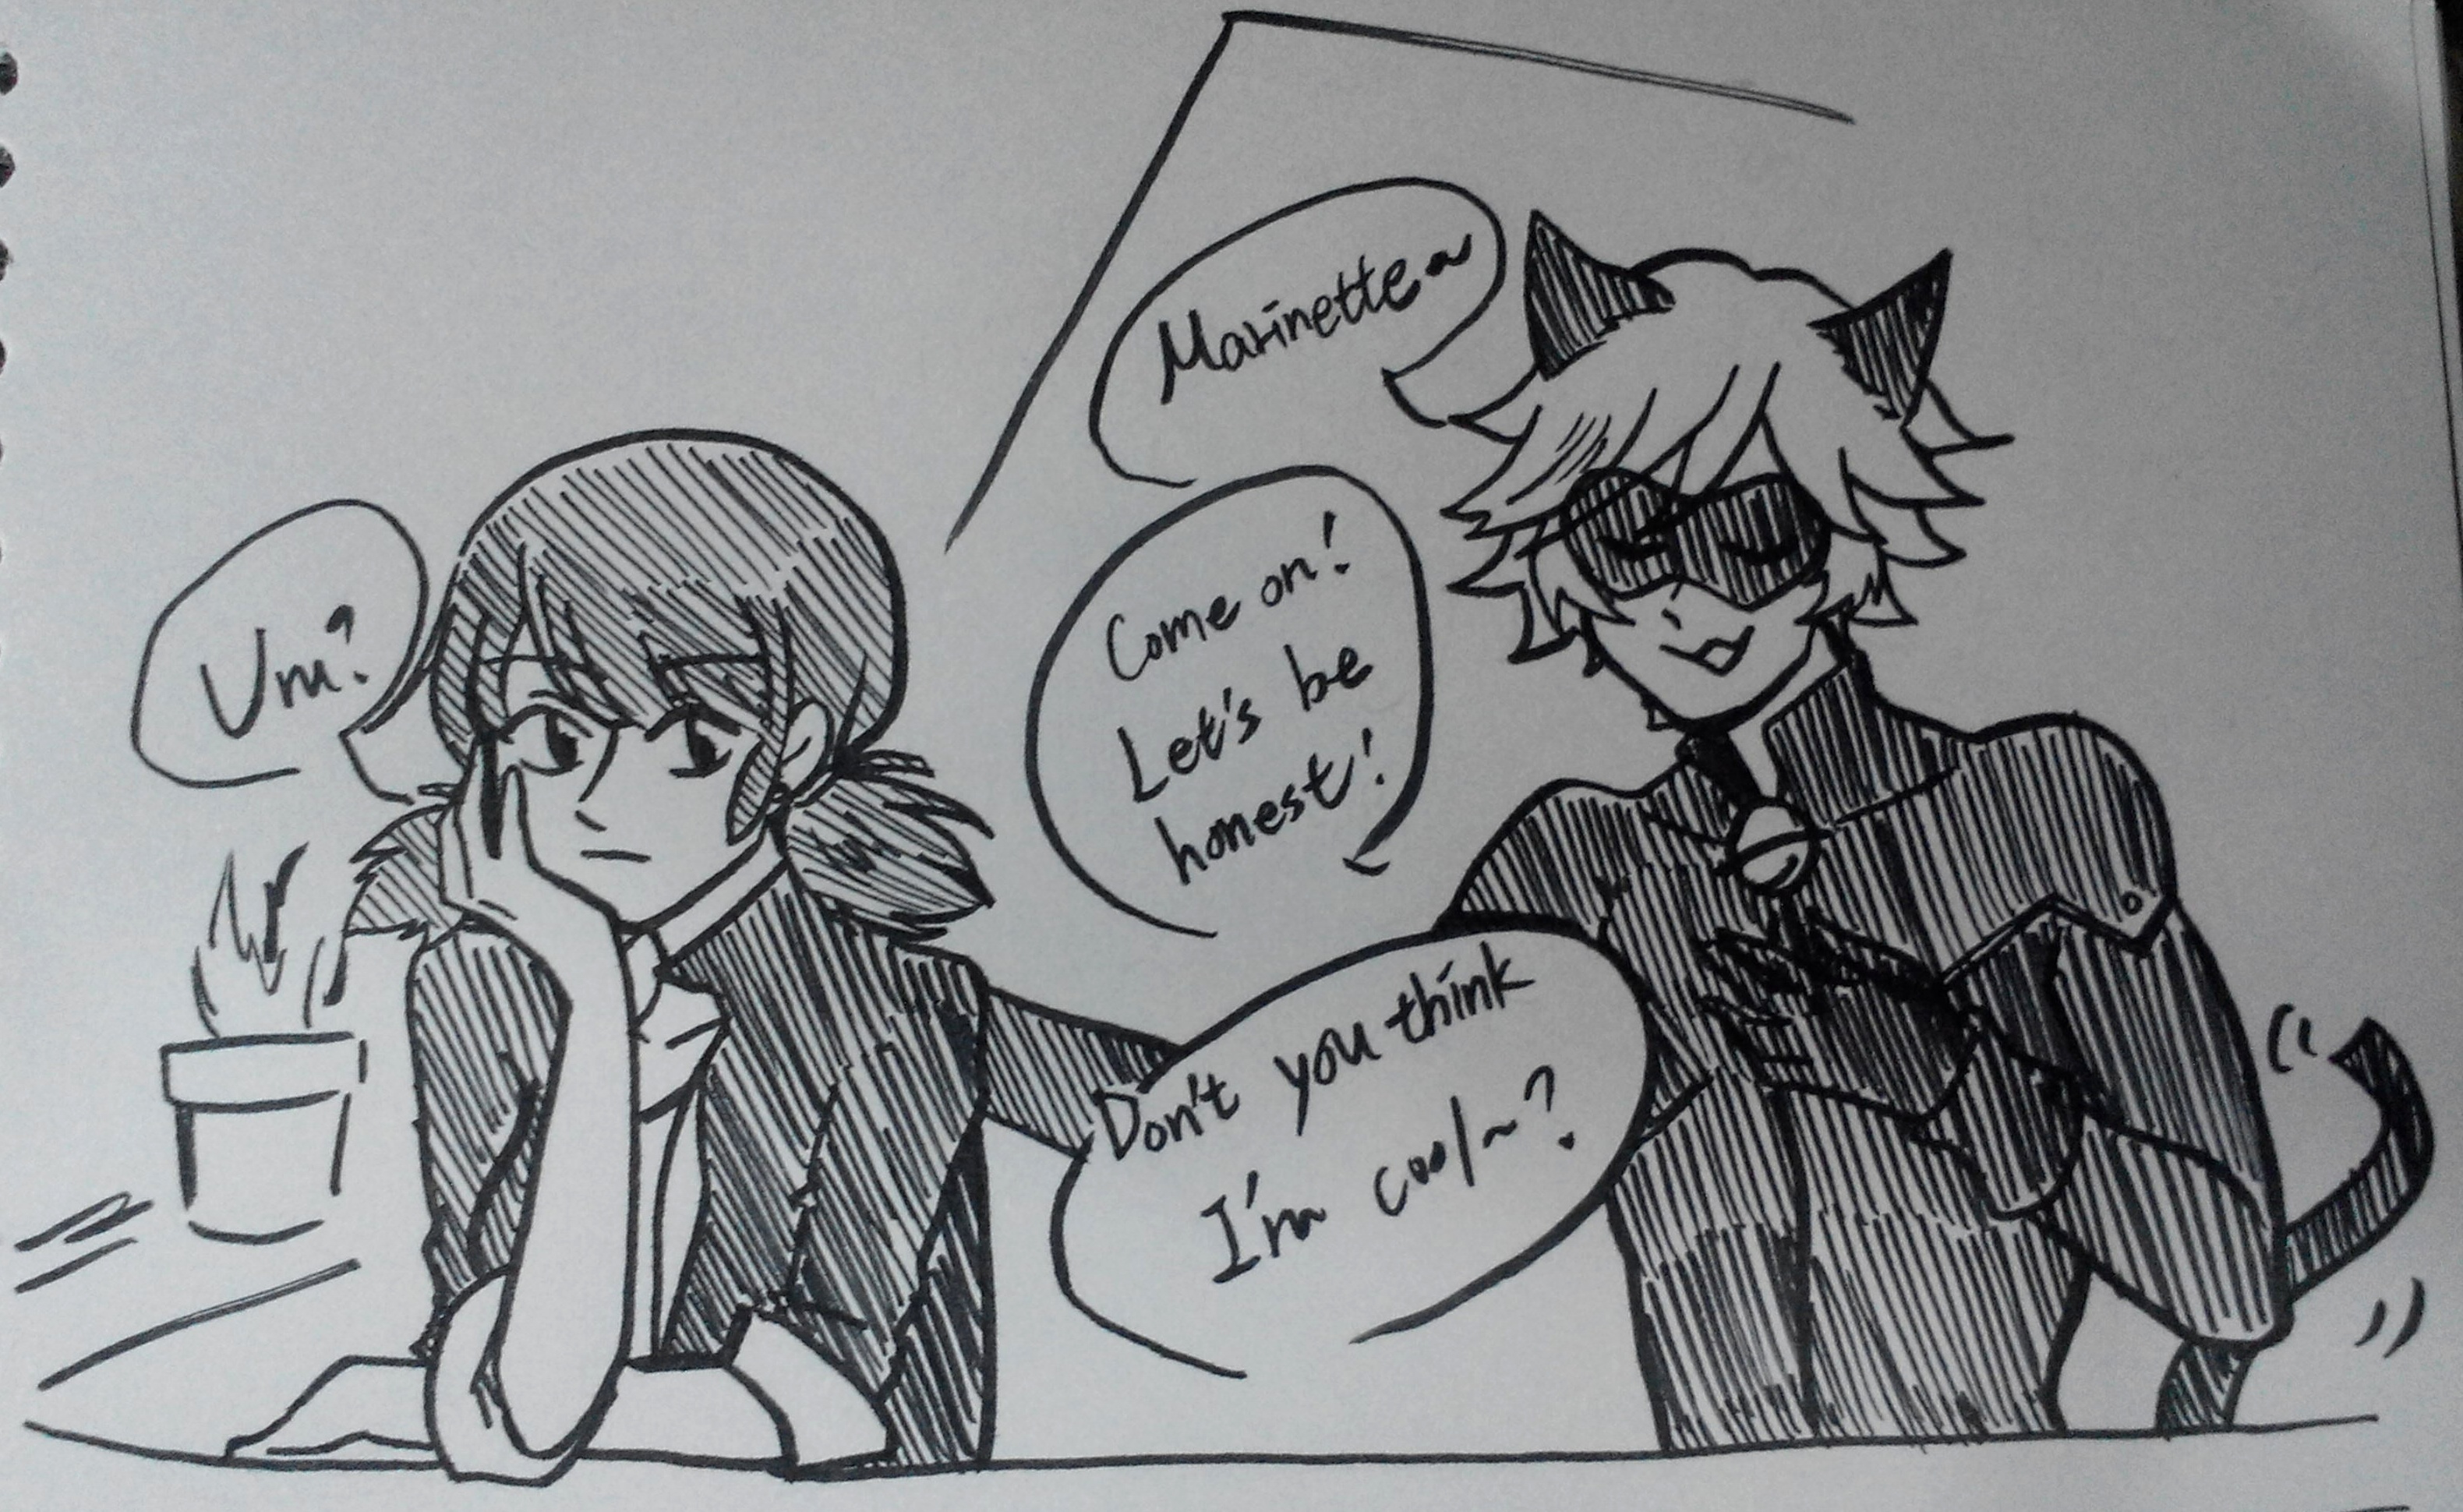 Marinette~
Um?
Come on!
Let's be
honest!
Don't you think
I'm cool~?